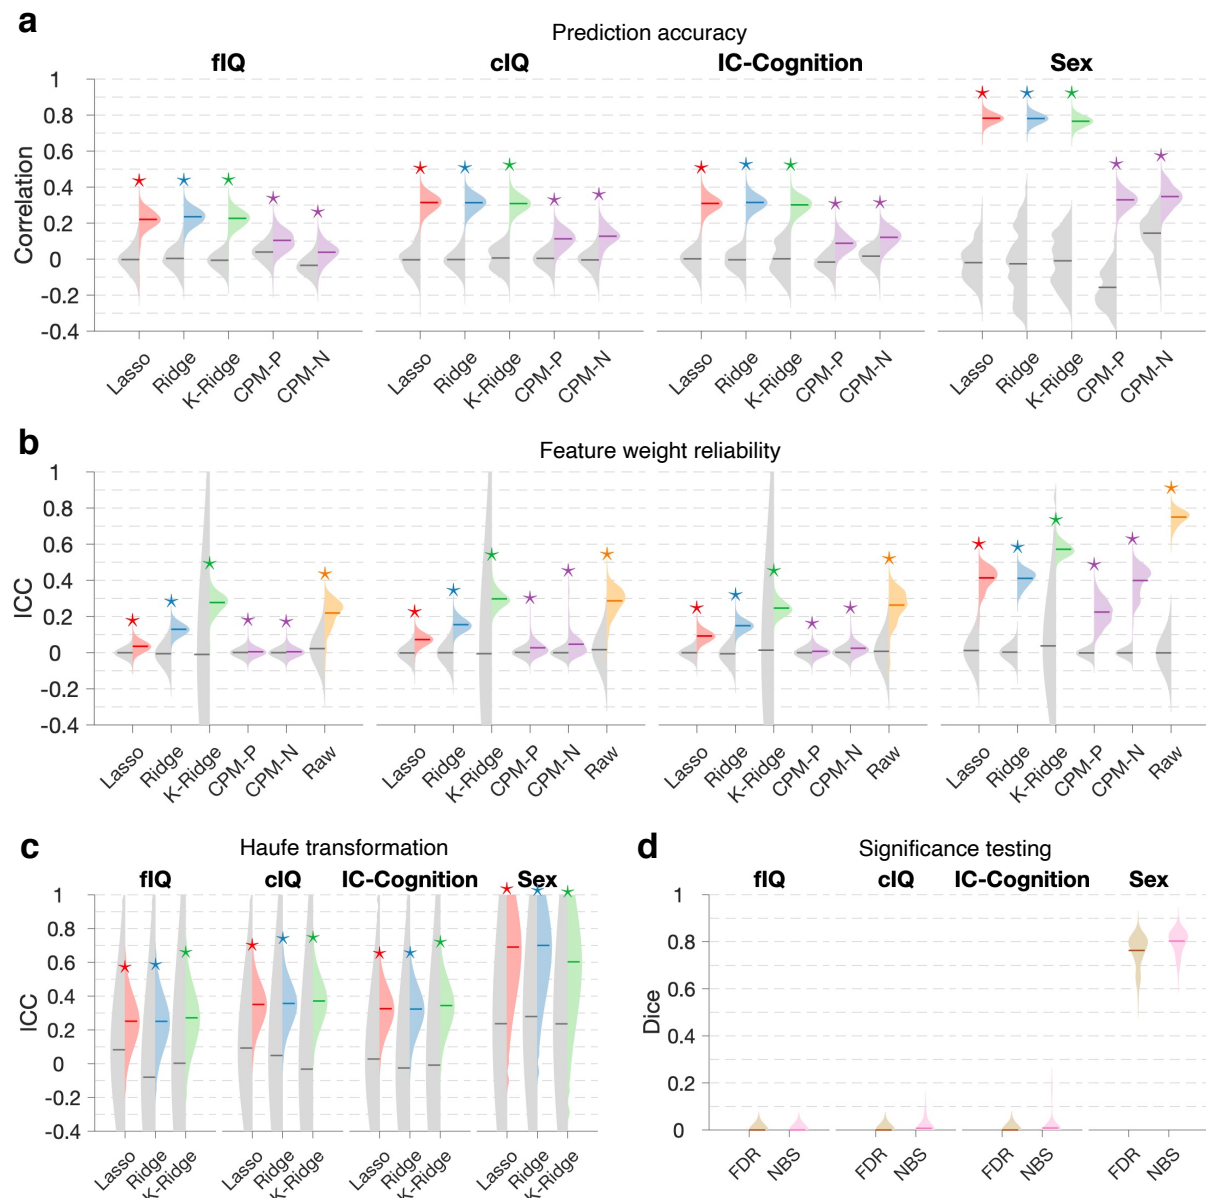 a
Prediction accuracy
fIQ cIQ IC-Cognition Sex
Correlation
1
0.8
0.6
0.4
0.2
0
-0.2
-0.4
Lasso Ridge K-Ridge CPM-P CPM-N Lasso Ridge K-Ridge CPM-P CPM-N Lasso Ridge K-Ridge CPM-P CPM-N Lasso Ridge K-Ridge CPM-P CPM-N
b
Feature weight reliability
ICC
1
0.8
0.6
0.4
0.2
0
-0.2
-0.4
Lasso Ridge K-Ridge CPM-P CPM-N Raw Lasso Ridge K-Ridge CPM-P CPM-N Raw Lasso Ridge K-Ridge CPM-P CPM-N Raw Lasso Ridge K-Ridge CPM-P CPM-N Raw
c
Haufe transformation
fIQ cIQ IC-Cognition Sex
ICC
1
0.8
0.6
0.4
0.2
0
-0.2
-0.4
Lasso Ridge K-Ridge Lasso Ridge K-Ridge Lasso Ridge K-Ridge Lasso Ridge K-Ridge
d
Significance testing
fIQ cIQ IC-Cognition Sex
Dice
1
0.8
0.6
0.4
0.2
0
FDR NBS FDR NBS FDR NBS FDR NBS